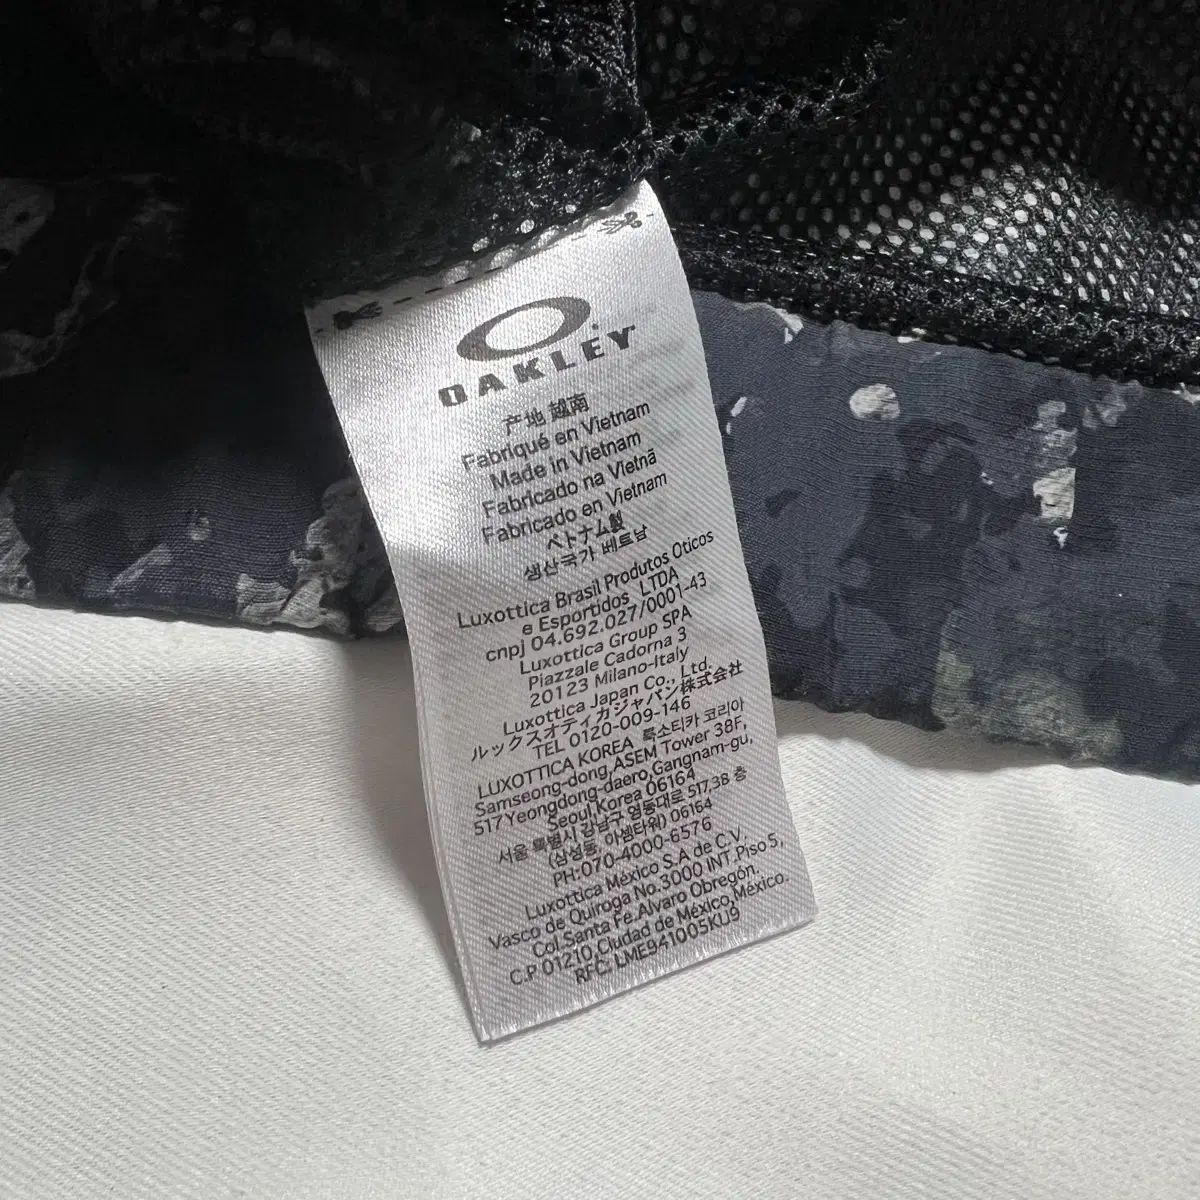 OAKLEY
产地 越南
Fabriqué en Vietnam
Made in Vietnam
Fabricado na Vietnã
Fabricado en Vietnam
ベトナム製
생산국가 베트남
Luxottica Brasil Produtos Oticos
e Esportidos LTDA
cnpj 04.692.027/0001-43
Luxottica Group SPA
Piazzale Cadorna 3
20123 Milano-Italy
Luxottica Japan Co., Ltd.
ルックスオティカジャパン株式会社
TEL 0120-009-146
LUXOTTICA KOREA 룩소티카 코리아
Samseong-dong,ASEM Tower 38F,
517Yeongdong-daero,Gangnam-gu,
Seoul,Korea 06164
서울 특별시 강남구 영동대로 517,38 층
(삼성동, 아셈타워) 06164
PH:070-4000-6576
Luxottica México S.A de C.V.
Vasco de Quiroga No.3000 INT.Piso 5,
Col.Santa Fe.Alvaro Obregón.
C.P 01210,Ciudad de México,México.
RFC: LME941005KU9